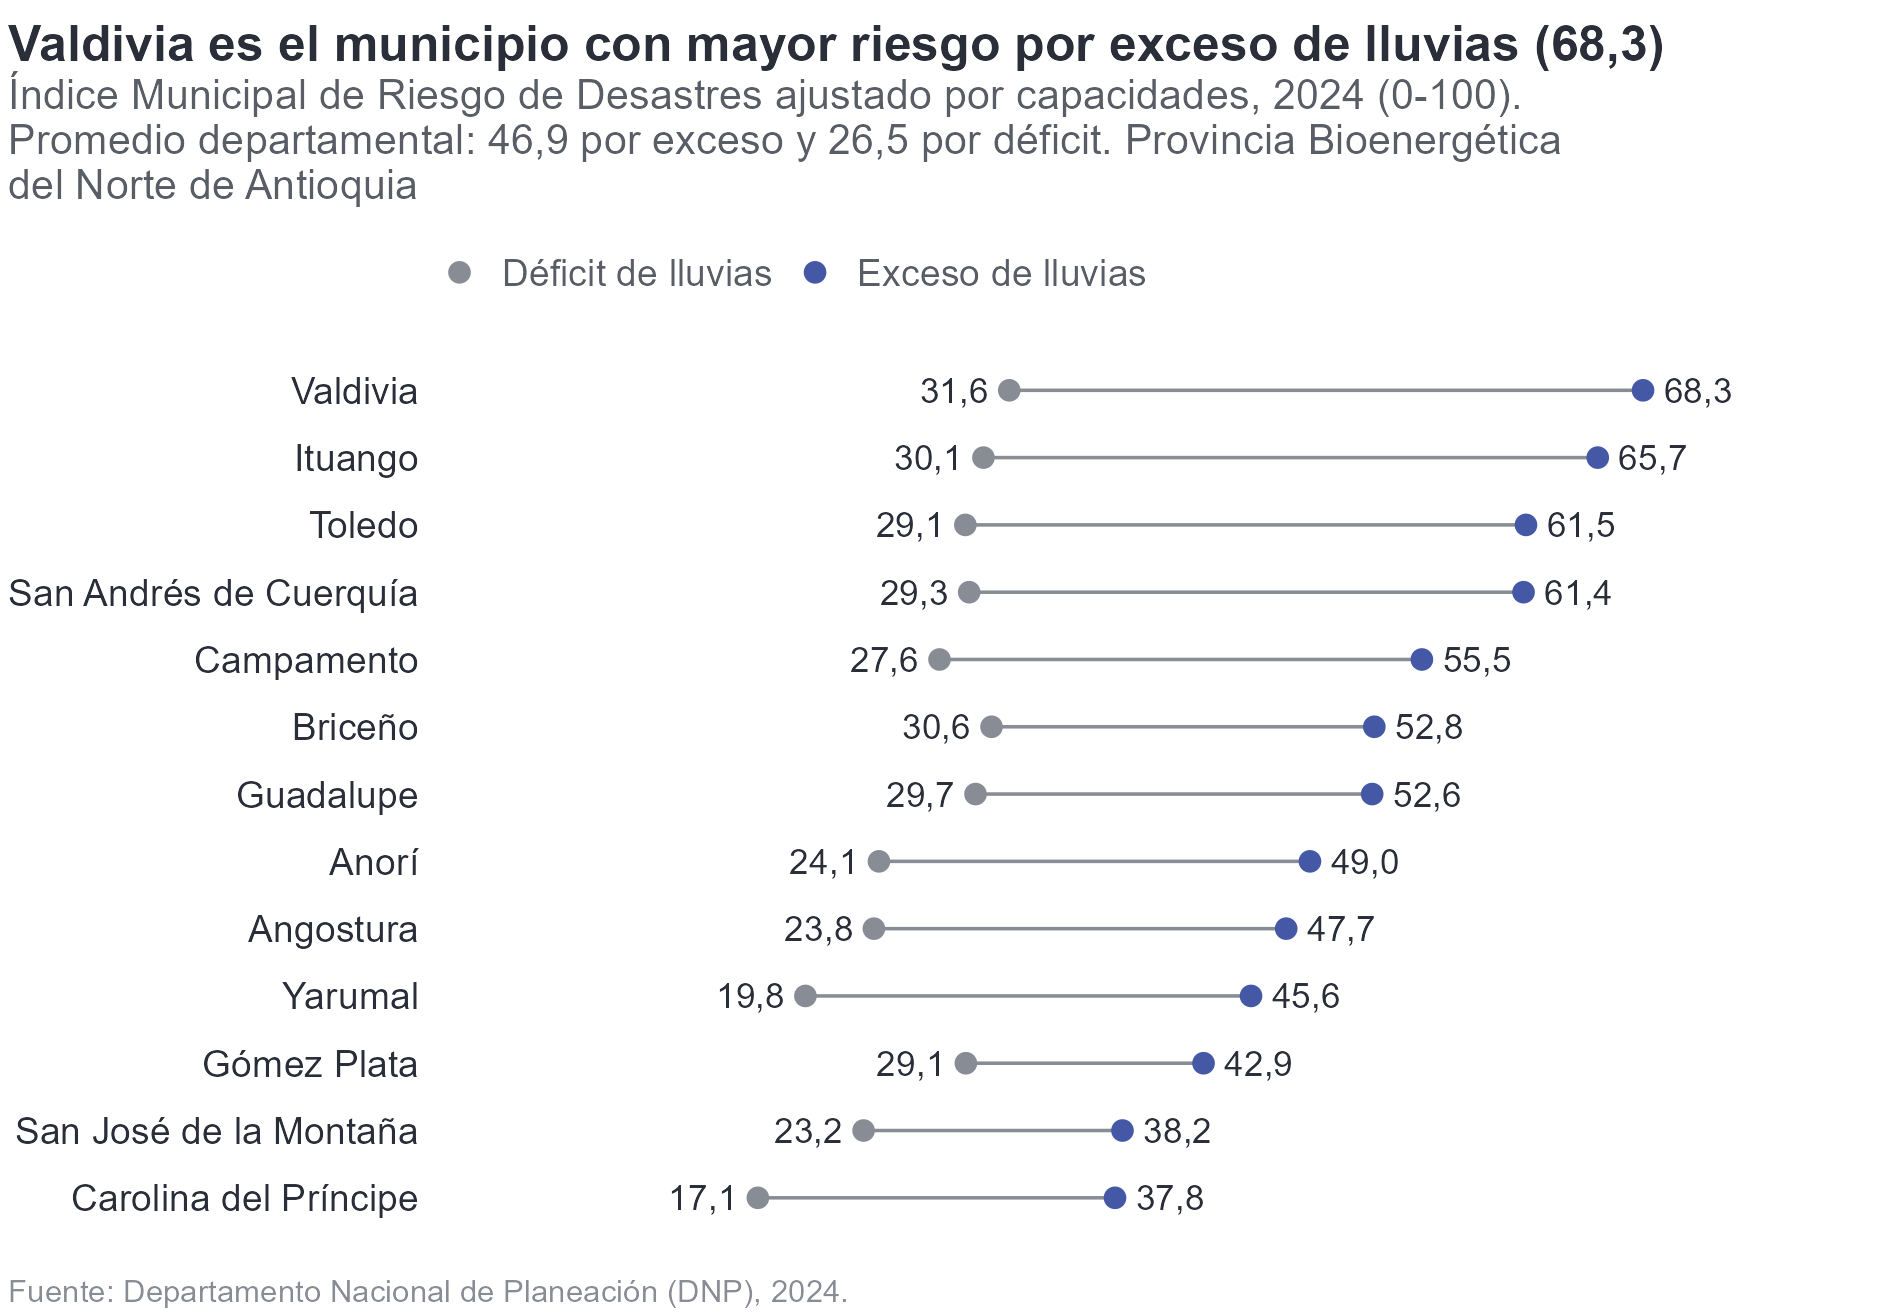 Valdivia es el municipio con mayor riesgo por exceso de lluvias (68,3)
Índice Municipal de Riesgo de Desastres ajustado por capacidades, 2024 (0-100).
Promedio departamental: 46,9 por exceso y 26,5 por déficit. Provincia Bioenergética
del Norte de Antioquia
Déficit de lluvias Exceso de lluvias
Valdivia 31,6 68,3
Ituango 30,1 65,7
Toledo 29,1 61,5
San Andrés de Cuerquía 29,3 61,4
Campamento 27,6 55,5
Briceño 30,6 52,8
Guadalupe 29,7 52,6
Anorí 24,1 49,0
Angostura 23,8 47,7
Yarumal 19,8 45,6
Gómez Plata 29,1 42,9
San José de la Montaña 23,2 38,2
Carolina del Príncipe 17,1 37,8
Fuente: Departamento Nacional de Planeación (DNP), 2024.